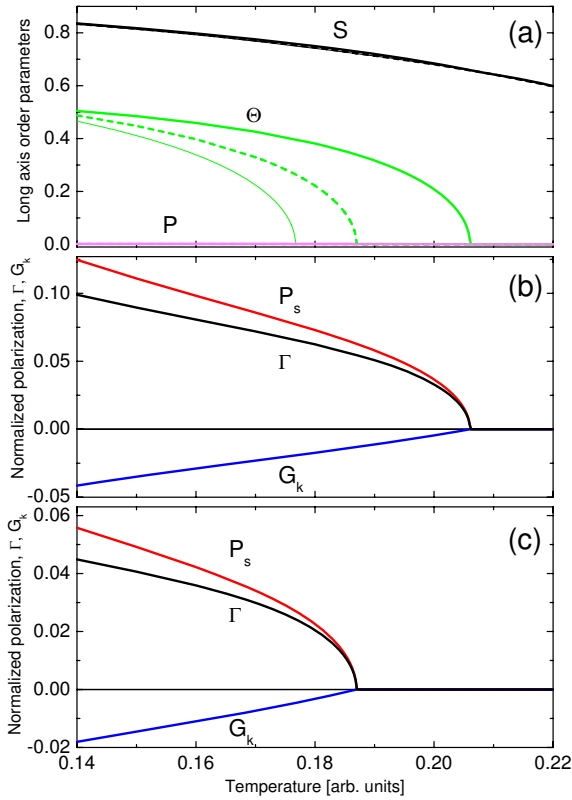 (a)
Long axis order parameters
0.8
0.6
0.4
0.2
0.0
S
Θ
P
(b)
Normalized polarization, Γ, G_k
0.10
0.05
0.00
-0.05
P_s
Γ
G_k
(c)
Normalized polarization, Γ, G_k
0.06
0.04
0.02
0.00
-0.02
P_s
Γ
G_k
0.14 0.16 0.18 0.20 0.22
Temperature [arb. units]